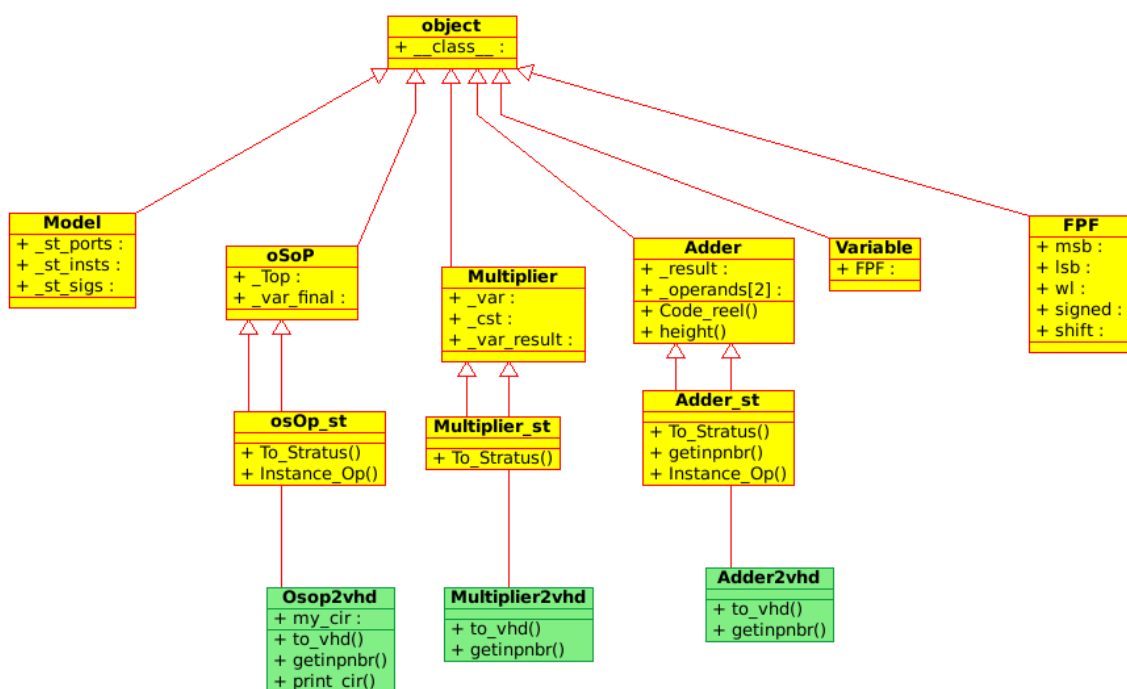 object
+ __class__ :
Model
+ _st_ports :
+ _st_insts :
+ _st_sigs :
oSoP
+ _Top :
+ _var_final :
Multiplier
+ _var :
+ _cst :
+ _var_result :
Adder
+ _result :
+ _operands[2] :
+ Code_reel()
+ height()
Variable
+ FPF :
FPF
+ msb :
+ lsb :
+ wl :
+ signed :
+ shift :
osOp_st
+ To_Stratus()
+ Instance_Op()
Multiplier_st
+ To_Stratus()
Adder_st
+ To_Stratus()
+ getinpnbr()
+ Instance_Op()
Osop2vhd
+ my_cir :
+ to_vhd()
+ getinpnbr()
+ print_cir()
Multiplier2vhd
+ to_vhd()
+ getinpnbr()
Adder2vhd
+ to_vhd()
+ getinpnbr()